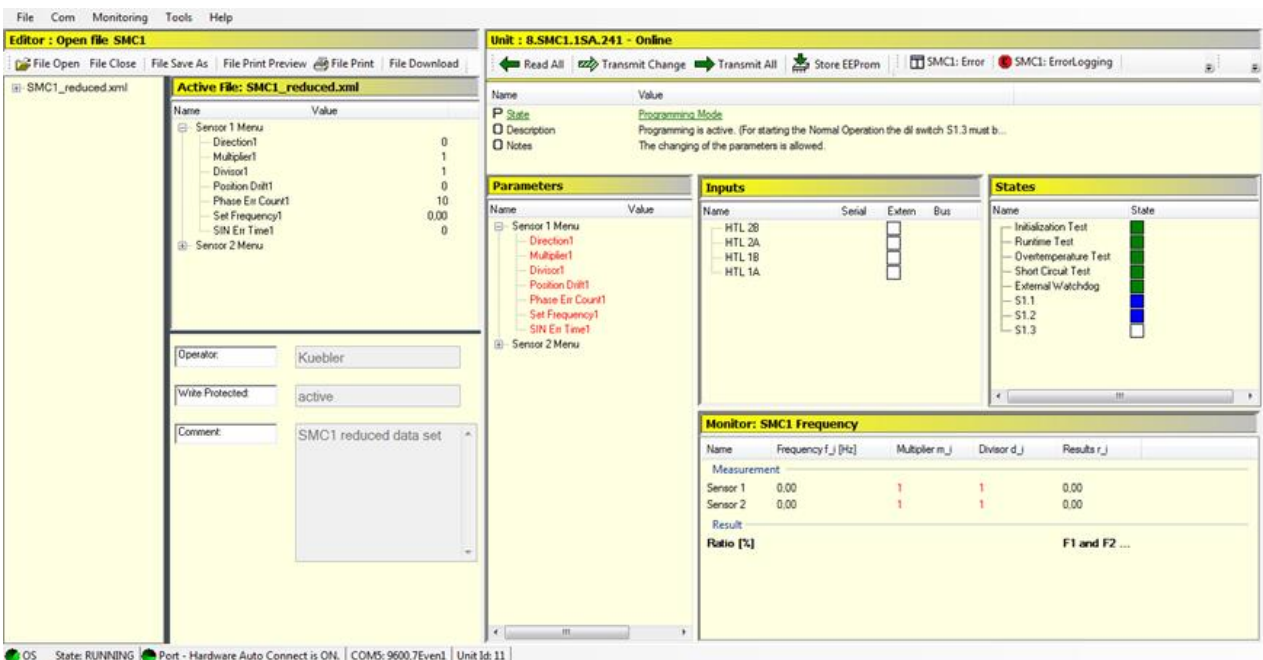 File Com Monitoring Tools Help
Editor : Open file SMC1
File Open File Close File Save As File Print Preview File Print File Download
SMC1_reduced.xml
Active File: SMC1_reduced.xml
Name Value
Sensor 1 Menu
Direction1 0
Multiplier1 1
Divisor1 1
Position Drift1 0
Phase Err Count1 10
Set Frequency1 0,00
SIN Err Time1 0
Sensor 2 Menu
Operator:
Kuebler
Write Protected:
active
Comment:
SMC1 reduced data set
Unit : 8.SMC1.1SA.241 - Online
Read All Transmit Change Transmit All Store EEProm SMC1: Error SMC1: ErrorLogging
Name Value
State Programming Mode
Description Programming is active. (For starting the Normal Operation the dil switch S1.3 must b...
Notes The changing of the parameters is allowed.
Parameters
Name Value
Sensor 1 Menu
Direction1
Multiplier1
Divisor1
Position Drift1
Phase Err Count1
Set Frequency1
SIN Err Time1
Sensor 2 Menu
Inputs
Name Serial Extern Bus
HTL 2B
HTL 2A
HTL 1B
HTL 1A
States
Name State
Initialization Test
Runtime Test
Overtemperature Test
Short Circuit Test
External Watchdog
S1.1
S1.2
S1.3
Monitor: SMC1 Frequency
Name Frequency f_i [Hz] Multiplier m_i Divisor d_i Results r_i
Measurement
Sensor 1 0,00 1 1 0,00
Sensor 2 0,00 1 1 0,00
Result
Ratio [%] F1 and F2 ...
OS State: RUNNING Port - Hardware Auto Connect is ON. COM5: 9600,7Even1 Unit Id: 11